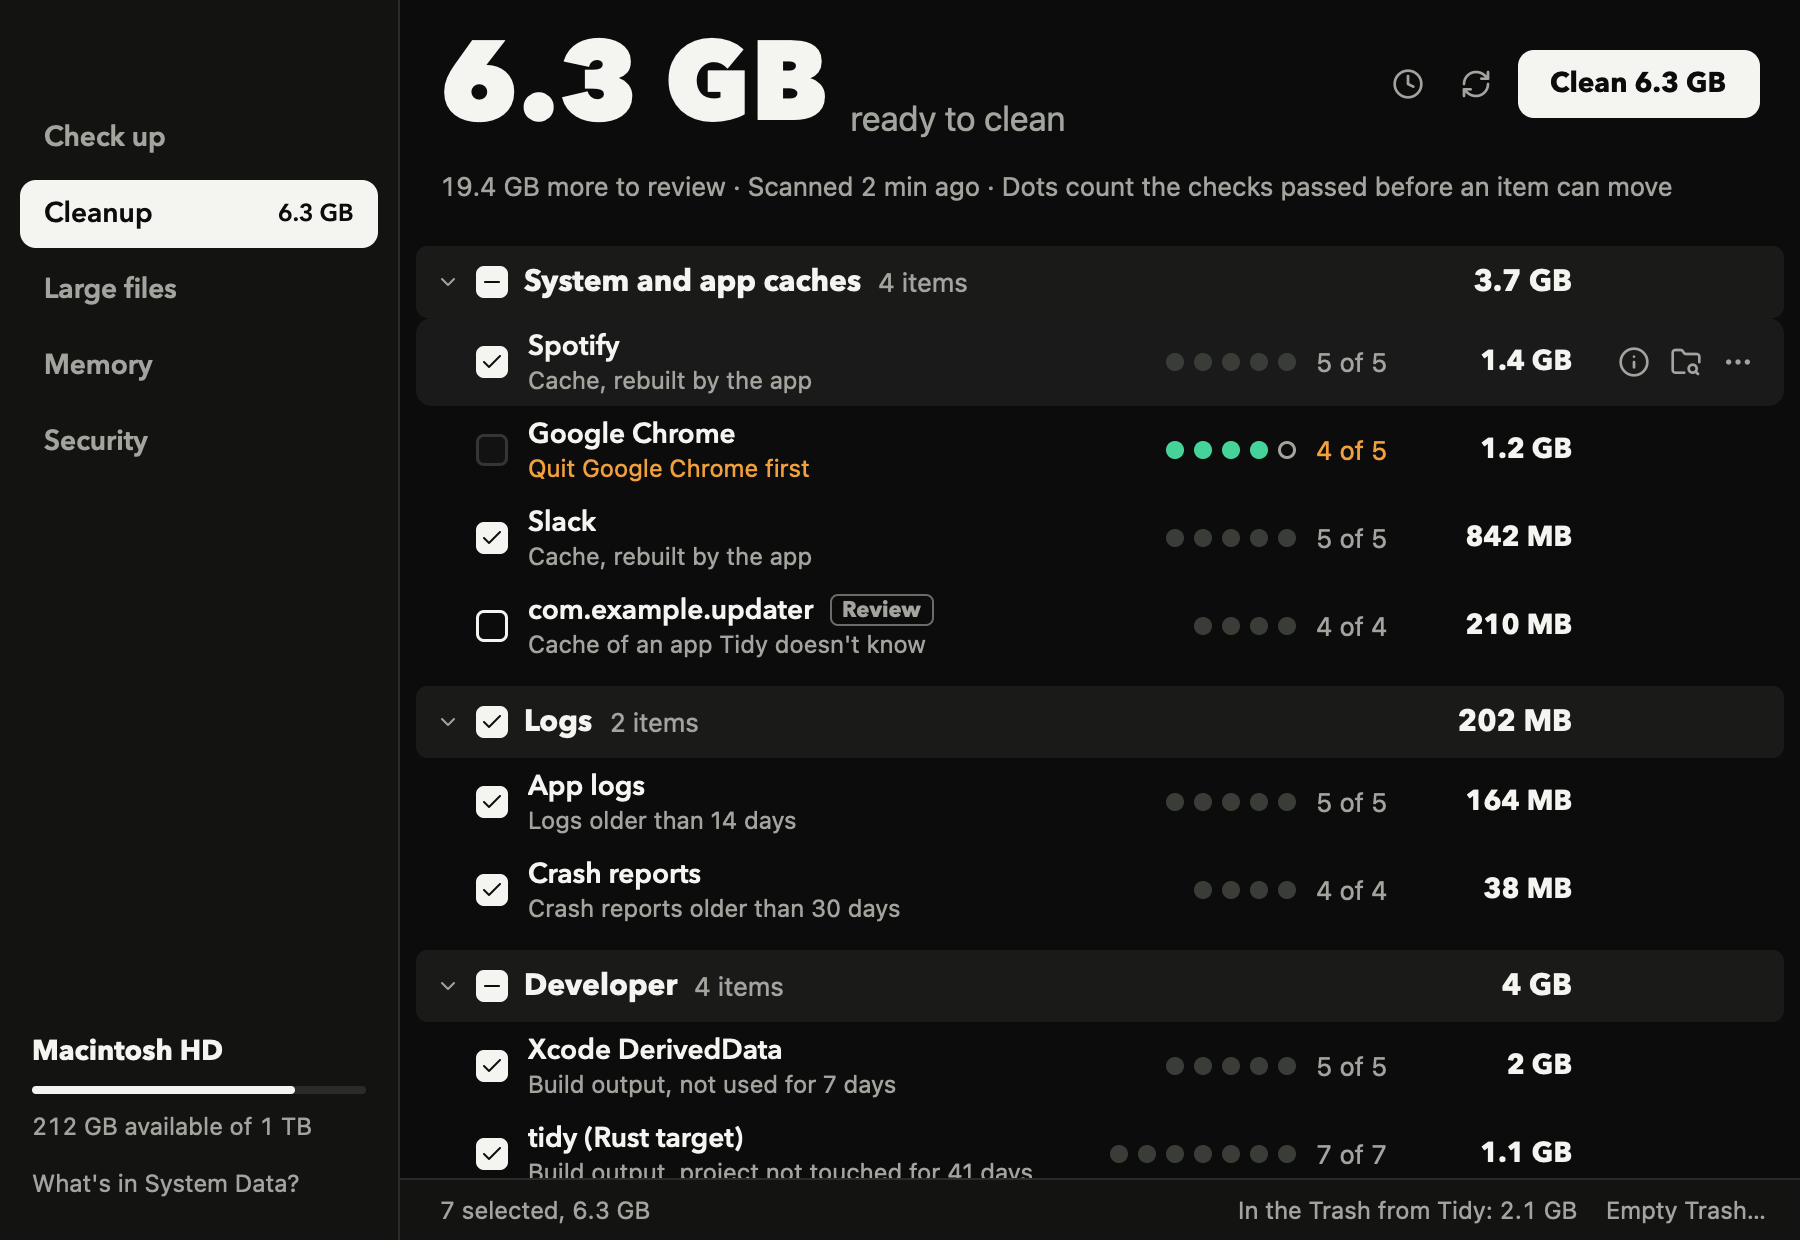 Check up
Cleanup 6.3 GB
Large files
Memory
Security
Macintosh HD
212 GB available of 1 TB
What's in System Data?
6.3 GB ready to clean
Clean 6.3 GB
19.4 GB more to review · Scanned 2 min ago · Dots count the checks passed before an item can move
System and app caches 4 items 3.7 GB
Spotify
Cache, rebuilt by the app
5 of 5 1.4 GB
Google Chrome
Quit Google Chrome first
4 of 5 1.2 GB
Slack
Cache, rebuilt by the app
5 of 5 842 MB
com.example.updater Review
Cache of an app Tidy doesn't know
4 of 4 210 MB
Logs 2 items 202 MB
App logs
Logs older than 14 days
5 of 5 164 MB
Crash reports
Crash reports older than 30 days
4 of 4 38 MB
Developer 4 items 4 GB
Xcode DerivedData
Build output, not used for 7 days
5 of 5 2 GB
tidy (Rust target)
Build output, project not touched for 41 days
7 of 7 1.1 GB
7 selected, 6.3 GB
In the Trash from Tidy: 2.1 GB Empty Trash...